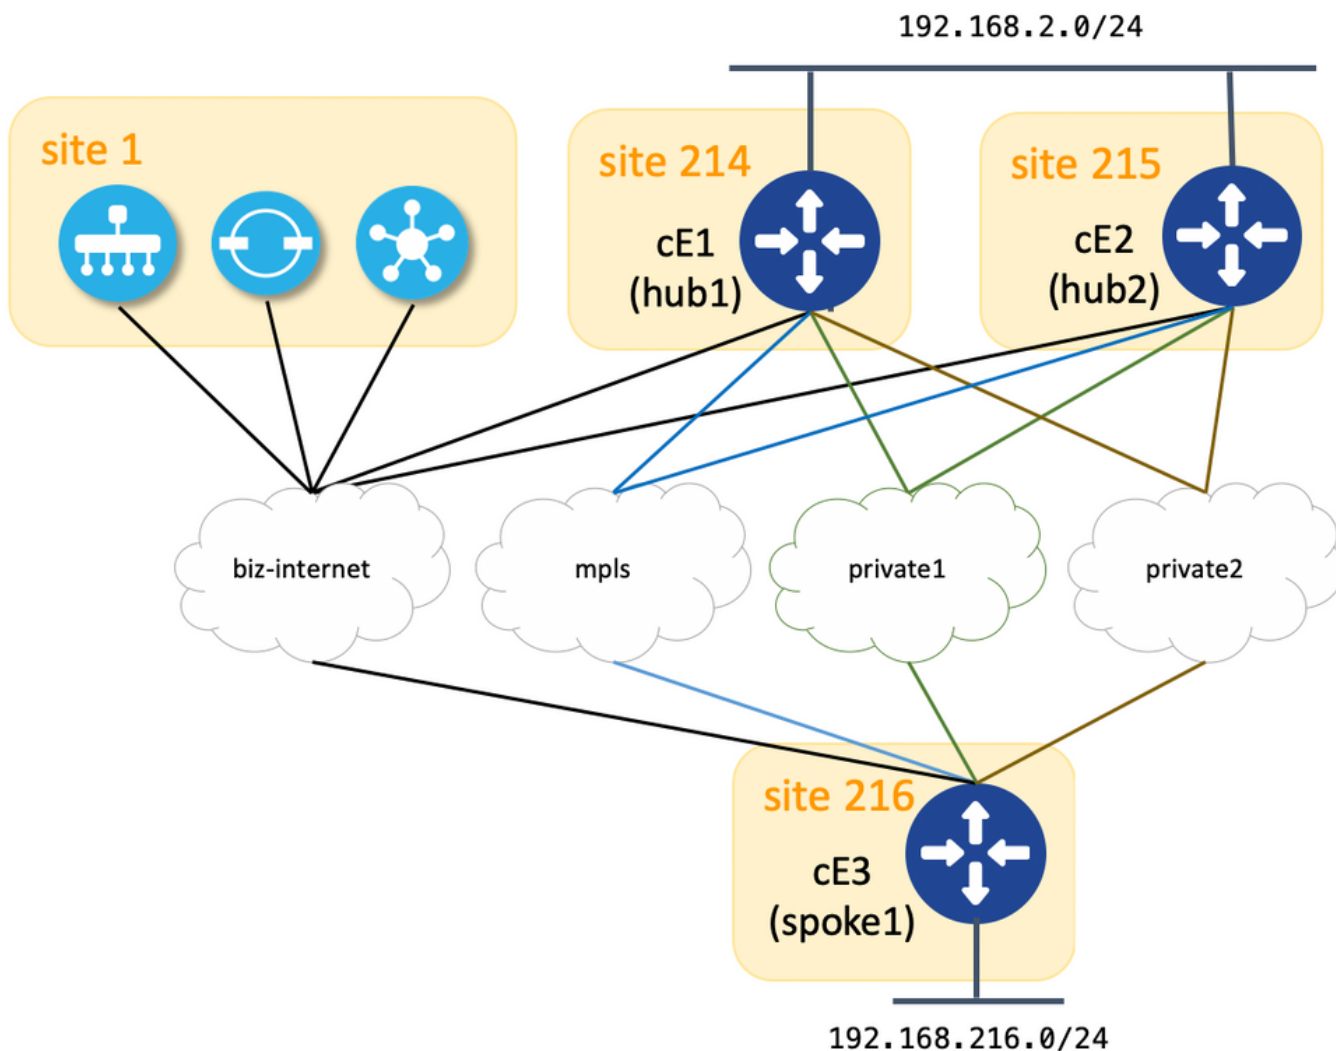 192.168.2.0/24
site 1
site 214
cE1
(hub1)
site 215
cE2
(hub2)
biz-internet
mpls
private1
private2
site 216
cE3
(spoke1)
192.168.216.0/24